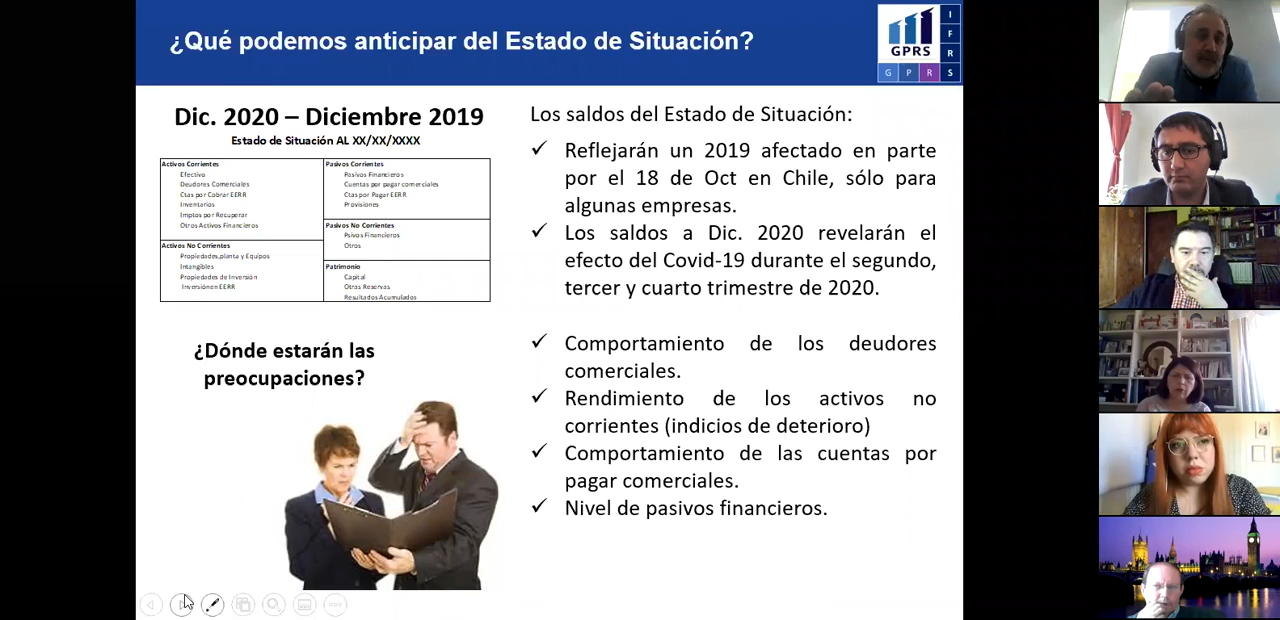 ¿Qué podemos anticipar del Estado de Situación?
GPRS
I
F
R
G P R S
Dic. 2020 – Diciembre 2019
Estado de Situación AL XX/XX/XXXX
Activos Corrientes
Efectivo
Deudores Comerciales
Ctas por Cobrar EERR
Inventarios
Imptos por Recuperar
Otros Activos Financieros
Activos No Corrientes
Propiedades,planta y Equipos
Intangibles
Propiedades de Inversión
Inversiónen EERR
Pasivos Corrientes
Pasivos Financieros
Cuentas por pagar comerciales
Ctas por Pagar EERR
Provisiones
Pasivos No Corrientes
Psivos Financieros
Otros
Patrimonio
Capital
Otras Reservas
Resultados Acumulados
Los saldos del Estado de Situación:
✓ Reflejarán un 2019 afectado en parte
por el 18 de Oct en Chile, sólo para
algunas empresas.
✓ Los saldos a Dic. 2020 revelarán el
efecto del Covid-19 durante el segundo,
tercer y cuarto trimestre de 2020.
¿Dónde estarán las
preocupaciones?
✓ Comportamiento de los deudores
comerciales.
✓ Rendimiento de los activos no
corrientes (indicios de deterioro)
✓ Comportamiento de las cuentas por
pagar comerciales.
✓ Nivel de pasivos financieros.